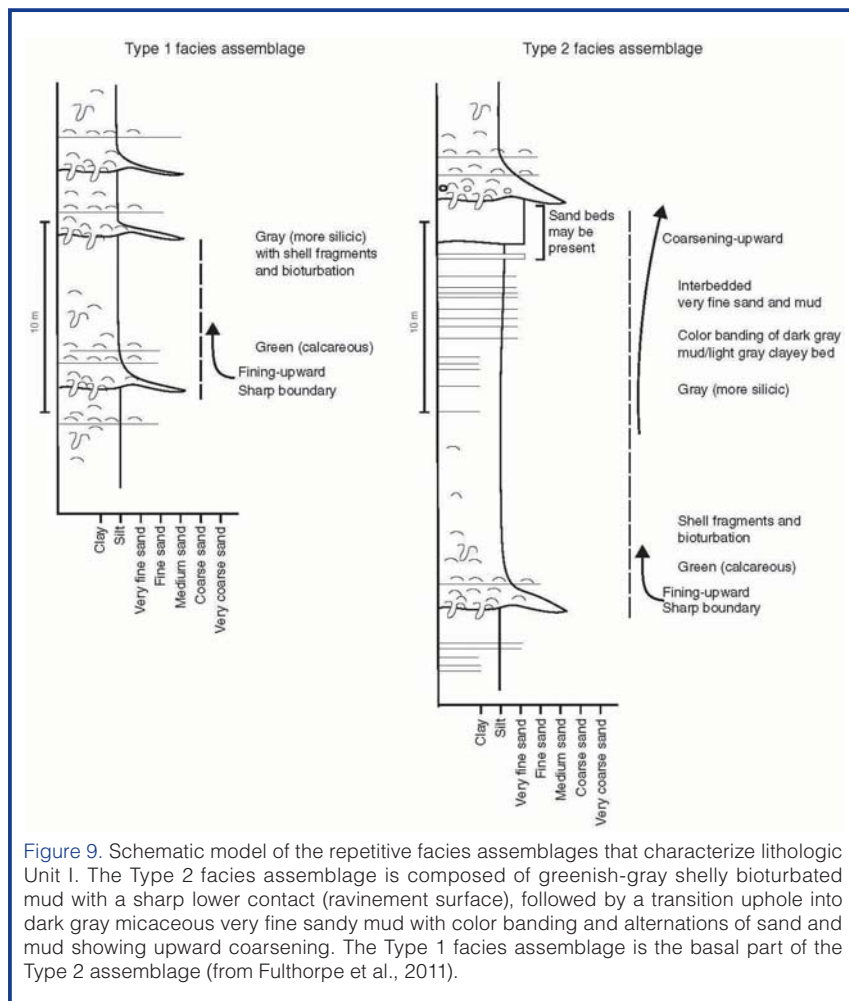 Type 1 facies assemblage
10 m
Gray (more silicic)
with shell fragments
and bioturbation
Green (calcareous)
Fining-upward
Sharp boundary
Clay
Silt
Very fine sand
Fine sand
Medium sand
Coarse sand
Very coarse sand
Type 2 facies assemblage
10 m
Sand beds
may be
present
Coarsening-upward
Interbedded
very fine sand and mud
Color banding of dark gray
mud/light gray clayey bed
Gray (more silicic)
Shell fragments and
bioturbation
Green (calcareous)
Fining-upward
Sharp boundary
Clay
Silt
Very fine sand
Fine sand
Medium sand
Coarse sand
Very coarse sand
Figure 9. Schematic model of the repetitive facies assemblages that characterize lithologic
Unit I. The Type 2 facies assemblage is composed of greenish-gray shelly bioturbated
mud with a sharp lower contact (ravinement surface), followed by a transition uphole into
dark gray micaceous very fine sandy mud with color banding and alternations of sand and
mud showing upward coarsening. The Type 1 facies assemblage is the basal part of the
Type 2 assemblage (from Fulthorpe et al., 2011).